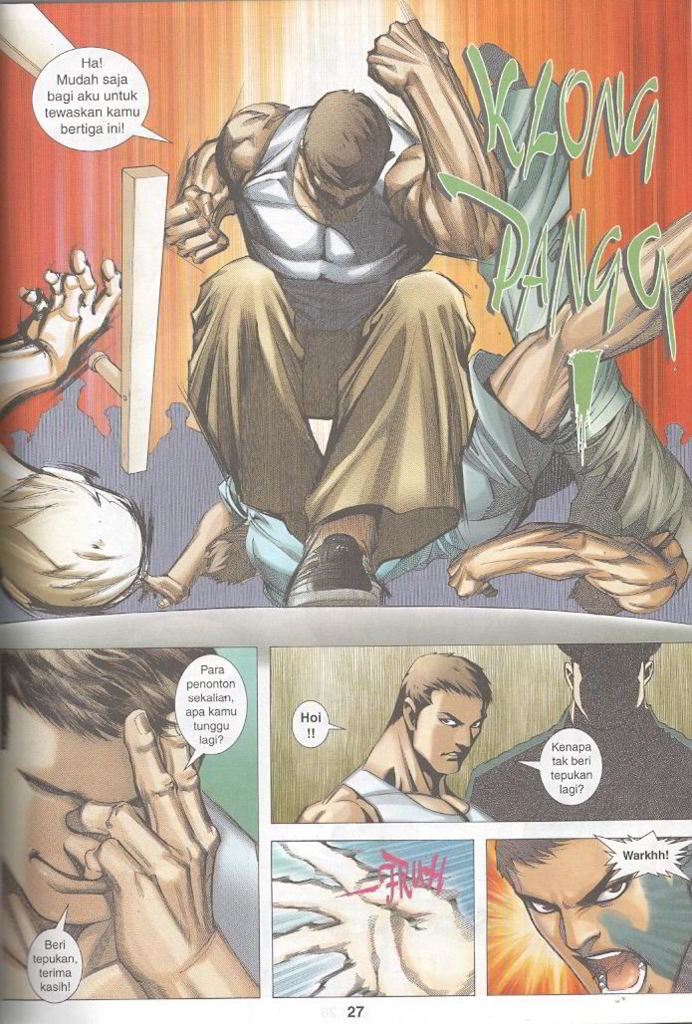 Ha!
Mudah saja
bagi aku untuk
tewaskan kamu
bertiga ini!
KLONG
PANGG
!
Para
penonton
sekalian,
apa kamu
tunggu
lagi?
Beri
tepukan,
terima
kasih!
Hoi
!!
Kenapa
tak beri
tepukan
lagi?
FRUH
Warkhh!
27